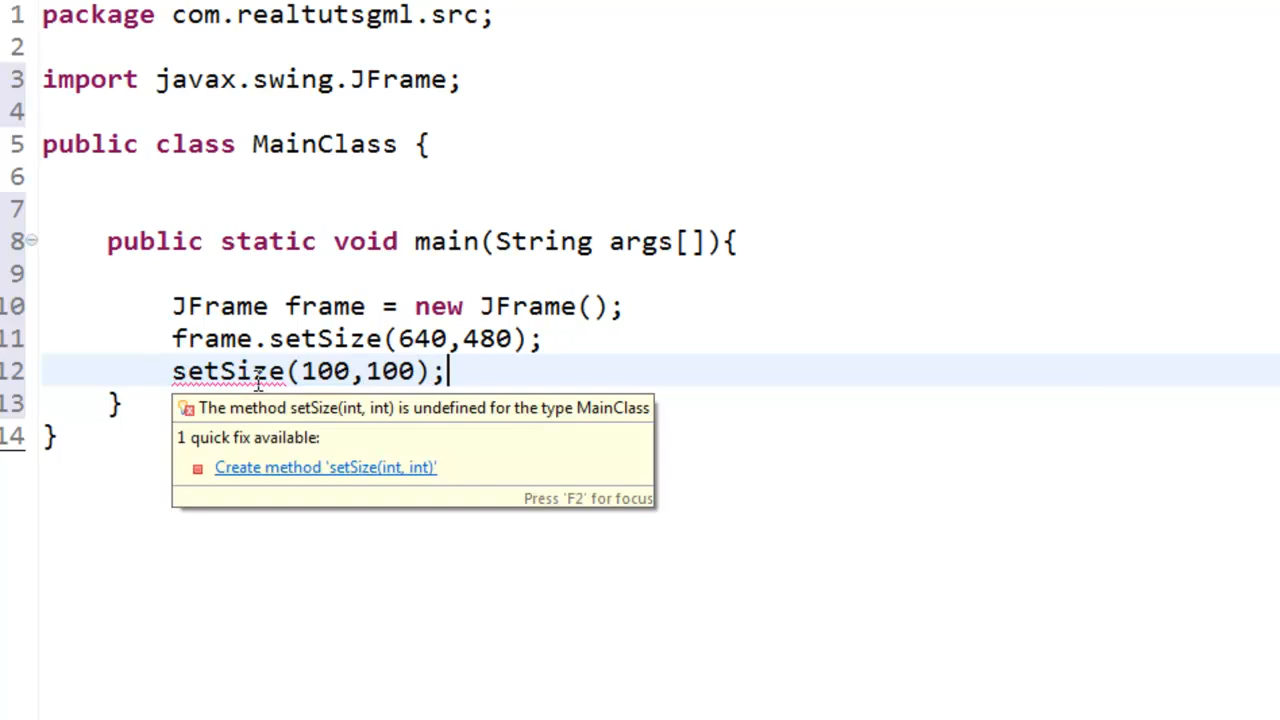 1 package com.realtutsgml.src;
2
3 import javax.swing.JFrame;
4
5 public class MainClass {
6
7
8 public static void main(String args[]){
9
10 JFrame frame = new JFrame();
11 frame.setSize(640,480);
12 setSize(100,100);
13 }
The method setSize(int, int) is undefined for the type MainClass
14 }
1 quick fix available:
Create method 'setSize(int, int)'
Press 'F2' for focus